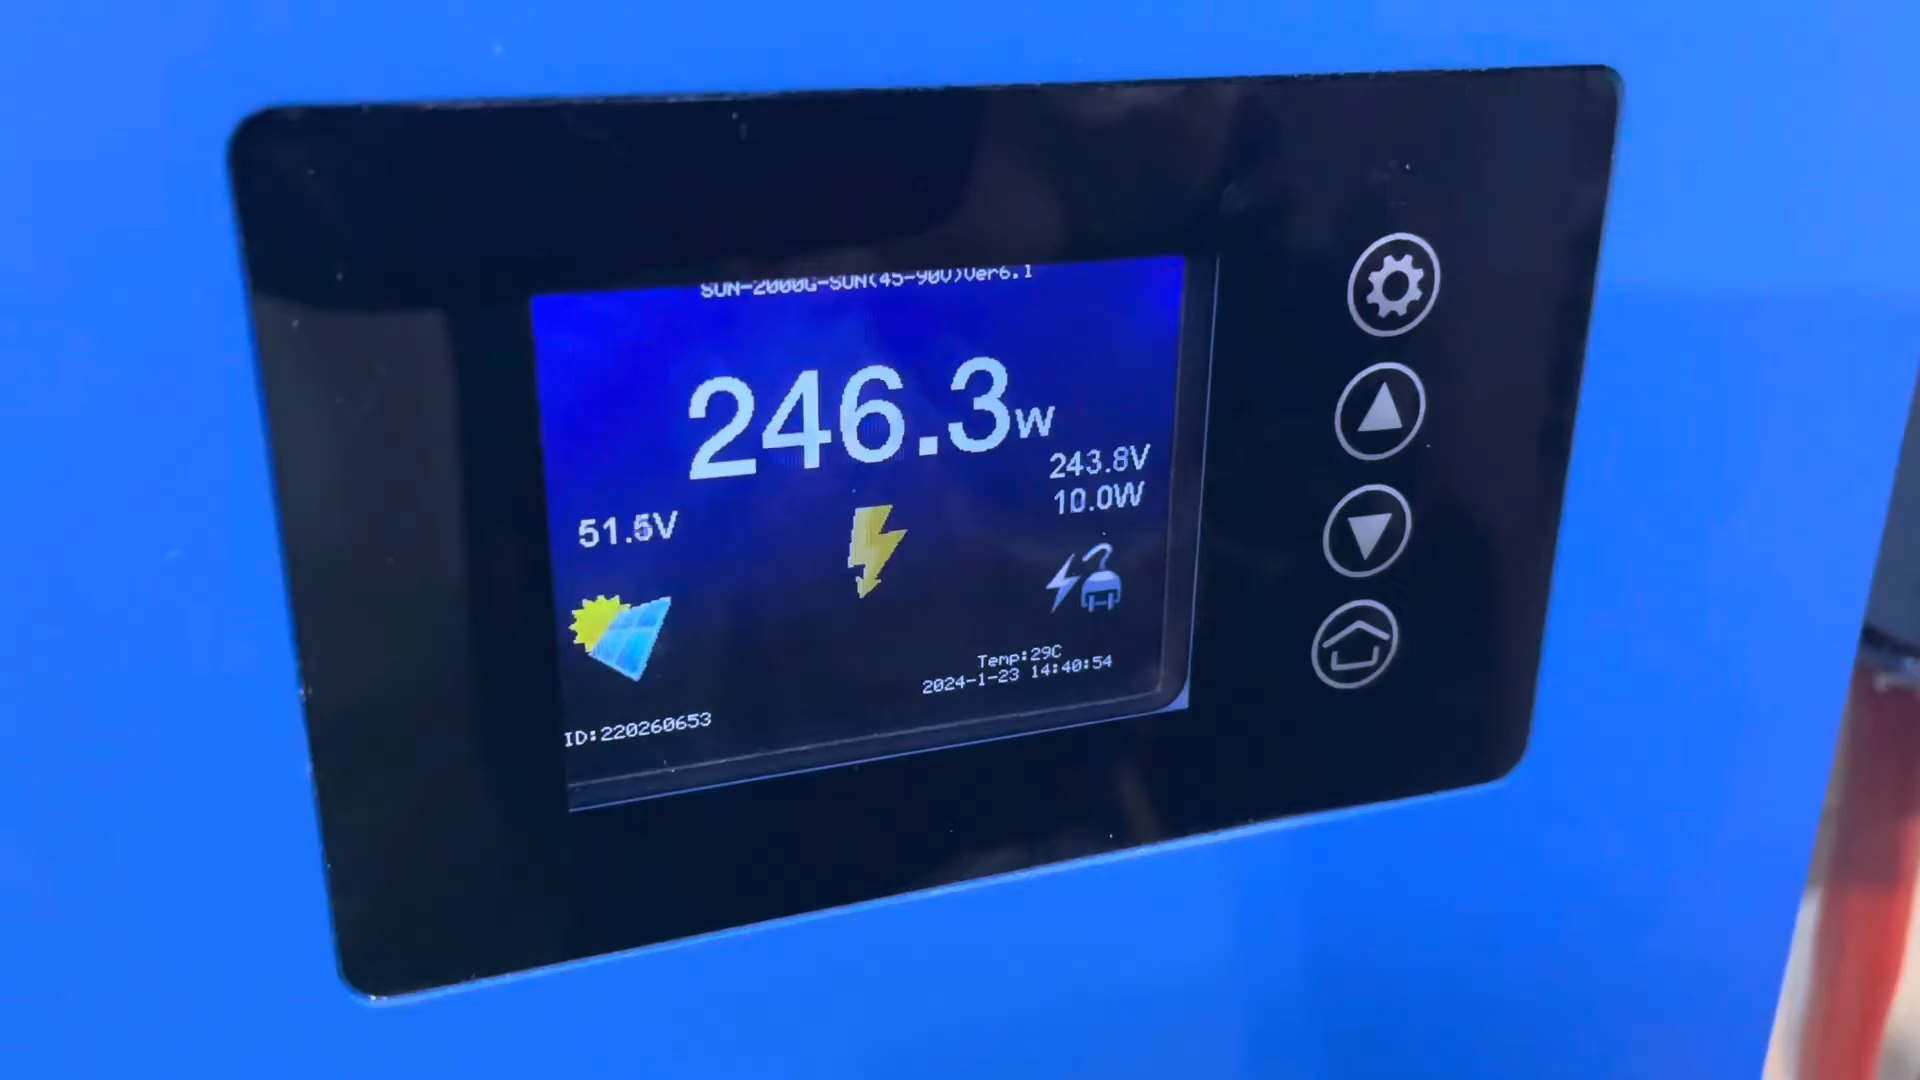 SUN-2000G-SUN(45-90V)Ver6.1
246.3W
243.8V
10.0W
51.5V
Temp:29C
2024-1-23 14:40:54
ID:220260653